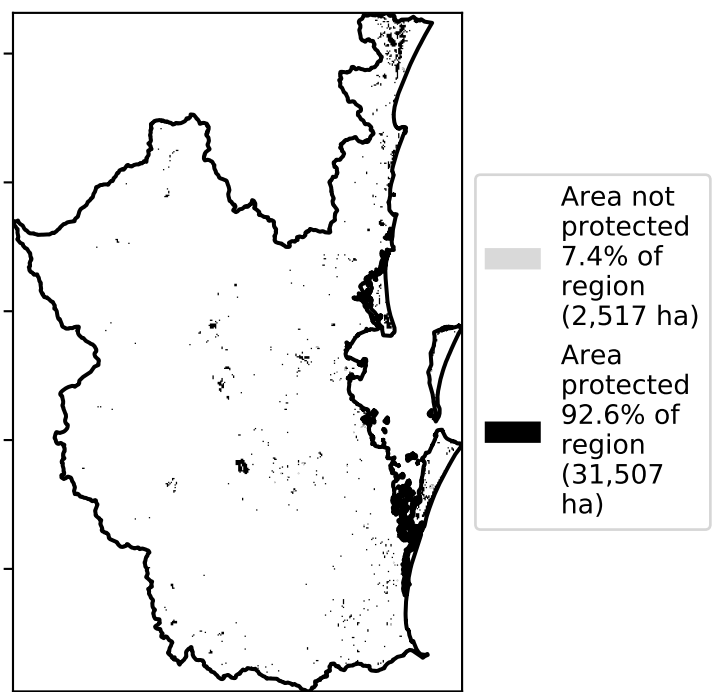 Area not
protected
7.4% of
region
(2,517 ha)
Area
protected
92.6% of
region
(31,507
ha)